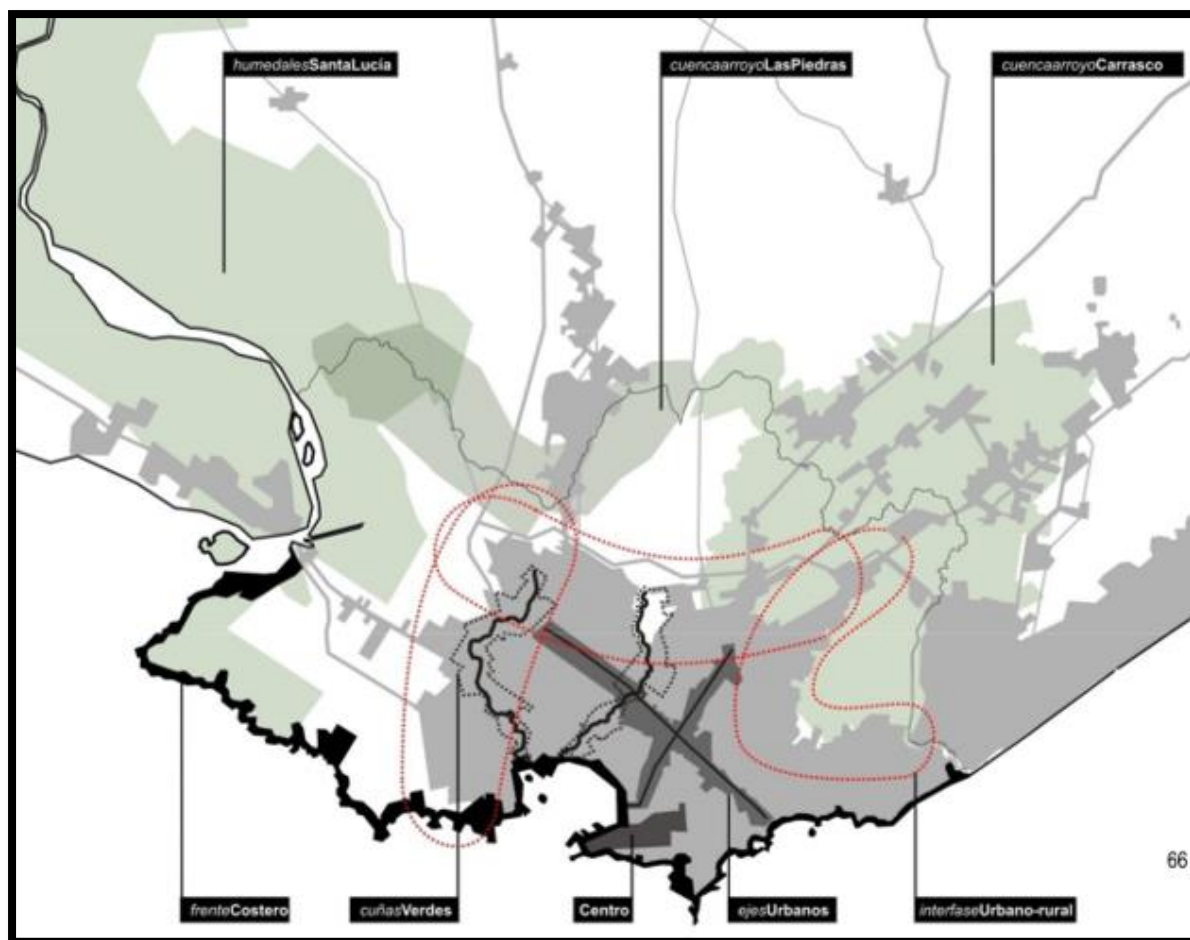 humedalesSantaLucía
cuencaarroyoLasPiedras
cuencaarroyoCarrasco
66
frenteCostero
cuñasVerdes
Centro
ejesUrbanos
interfaseUrbano-rural